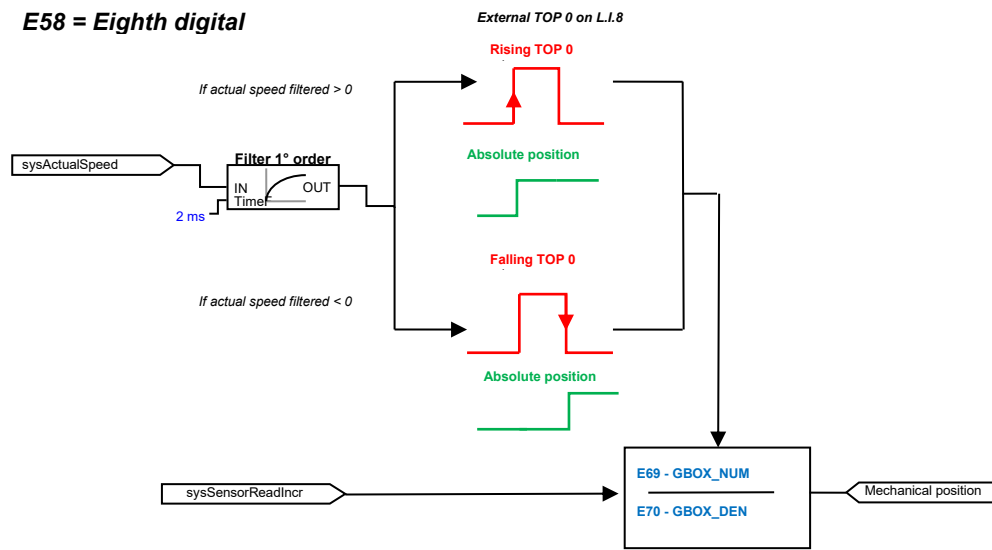 E58 = Eighth digital
External TOP 0 on L.I.8
Rising TOP 0
If actual speed filtered > 0
Absolute position
sysActualSpeed
Filter 1° order
IN
OUT
Timer
2 ms
Falling TOP 0
If actual speed filtered < 0
Absolute position
E69 - GBOX_NUM
sysSensorReadIncr
Mechanical position
E70 - GBOX_DEN